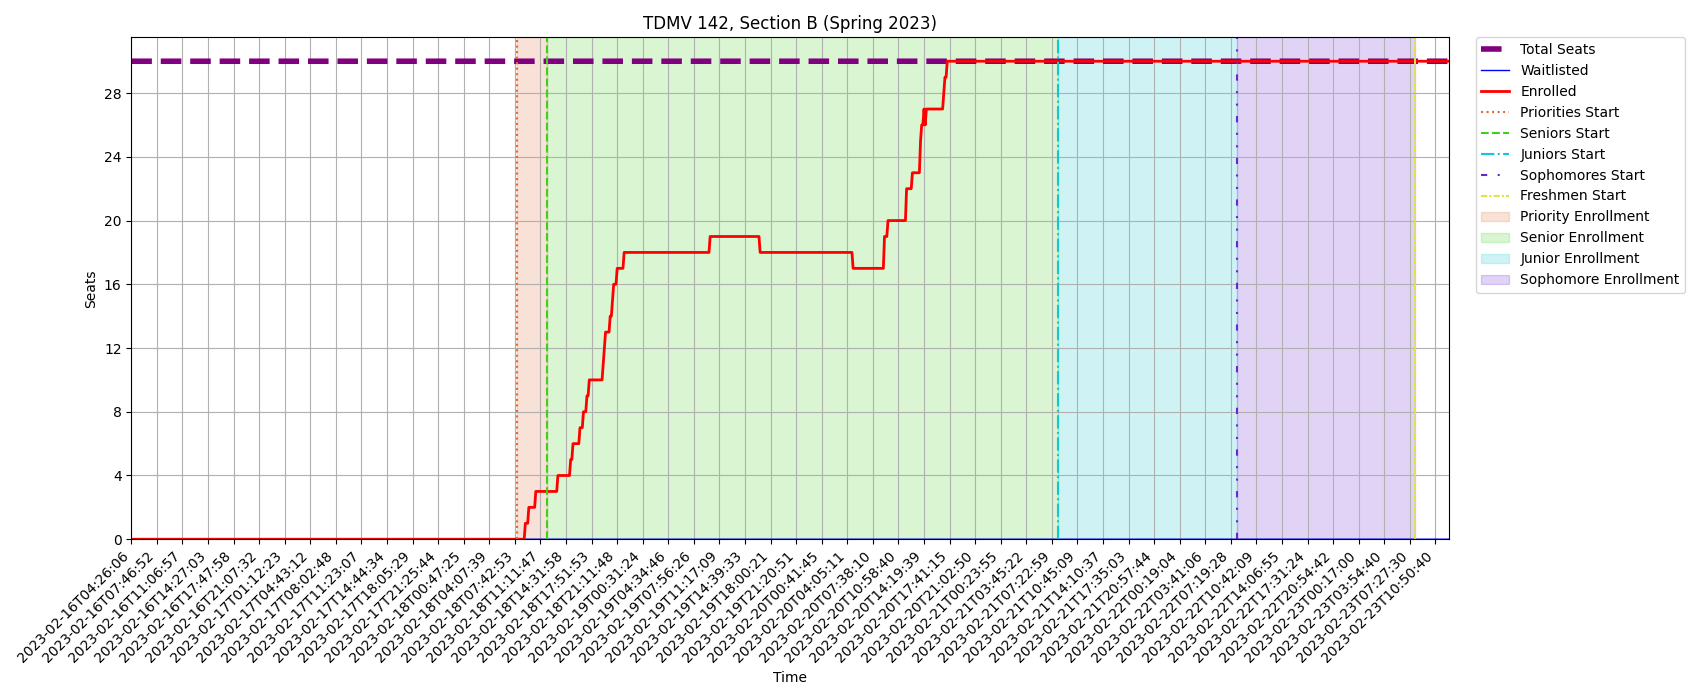 TDMV 142, Section B (Spring 2023)
Total Seats
Waitlisted
Enrolled
Priorities Start
Seniors Start
Juniors Start
Sophomores Start
Freshmen Start
Priority Enrollment
Senior Enrollment
Junior Enrollment
Sophomore Enrollment
Seats
28
24
20
16
12
8
4
0
2023-02-16T04:26:06
2023-02-16T07:46:52
2023-02-16T11:06:57
2023-02-16T14:27:03
2023-02-16T17:47:58
2023-02-16T21:07:32
2023-02-17T01:12:23
2023-02-17T04:43:12
2023-02-17T08:02:48
2023-02-17T11:23:07
2023-02-17T14:44:34
2023-02-17T18:05:29
2023-02-17T21:25:44
2023-02-18T00:47:25
2023-02-18T04:07:39
2023-02-18T07:42:53
2023-02-18T11:11:47
2023-02-18T14:31:58
2023-02-18T17:51:53
2023-02-18T21:11:48
2023-02-19T00:31:24
2023-02-19T04:34:46
2023-02-19T07:56:26
2023-02-19T11:17:09
2023-02-19T14:39:33
2023-02-19T18:00:21
2023-02-19T21:20:51
2023-02-20T00:41:45
2023-02-20T04:05:11
2023-02-20T07:38:10
2023-02-20T10:58:40
2023-02-20T14:19:39
2023-02-20T17:41:15
2023-02-20T21:02:50
2023-02-21T00:23:55
2023-02-21T03:45:22
2023-02-21T07:22:59
2023-02-21T10:45:09
2023-02-21T14:10:37
2023-02-21T17:35:03
2023-02-21T20:57:44
2023-02-22T00:19:04
2023-02-22T03:41:06
2023-02-22T07:19:28
2023-02-22T10:42:09
2023-02-22T14:06:55
2023-02-22T17:31:24
2023-02-22T20:54:42
2023-02-23T00:17:00
2023-02-23T03:54:40
2023-02-23T07:27:30
2023-02-23T10:50:40
Time